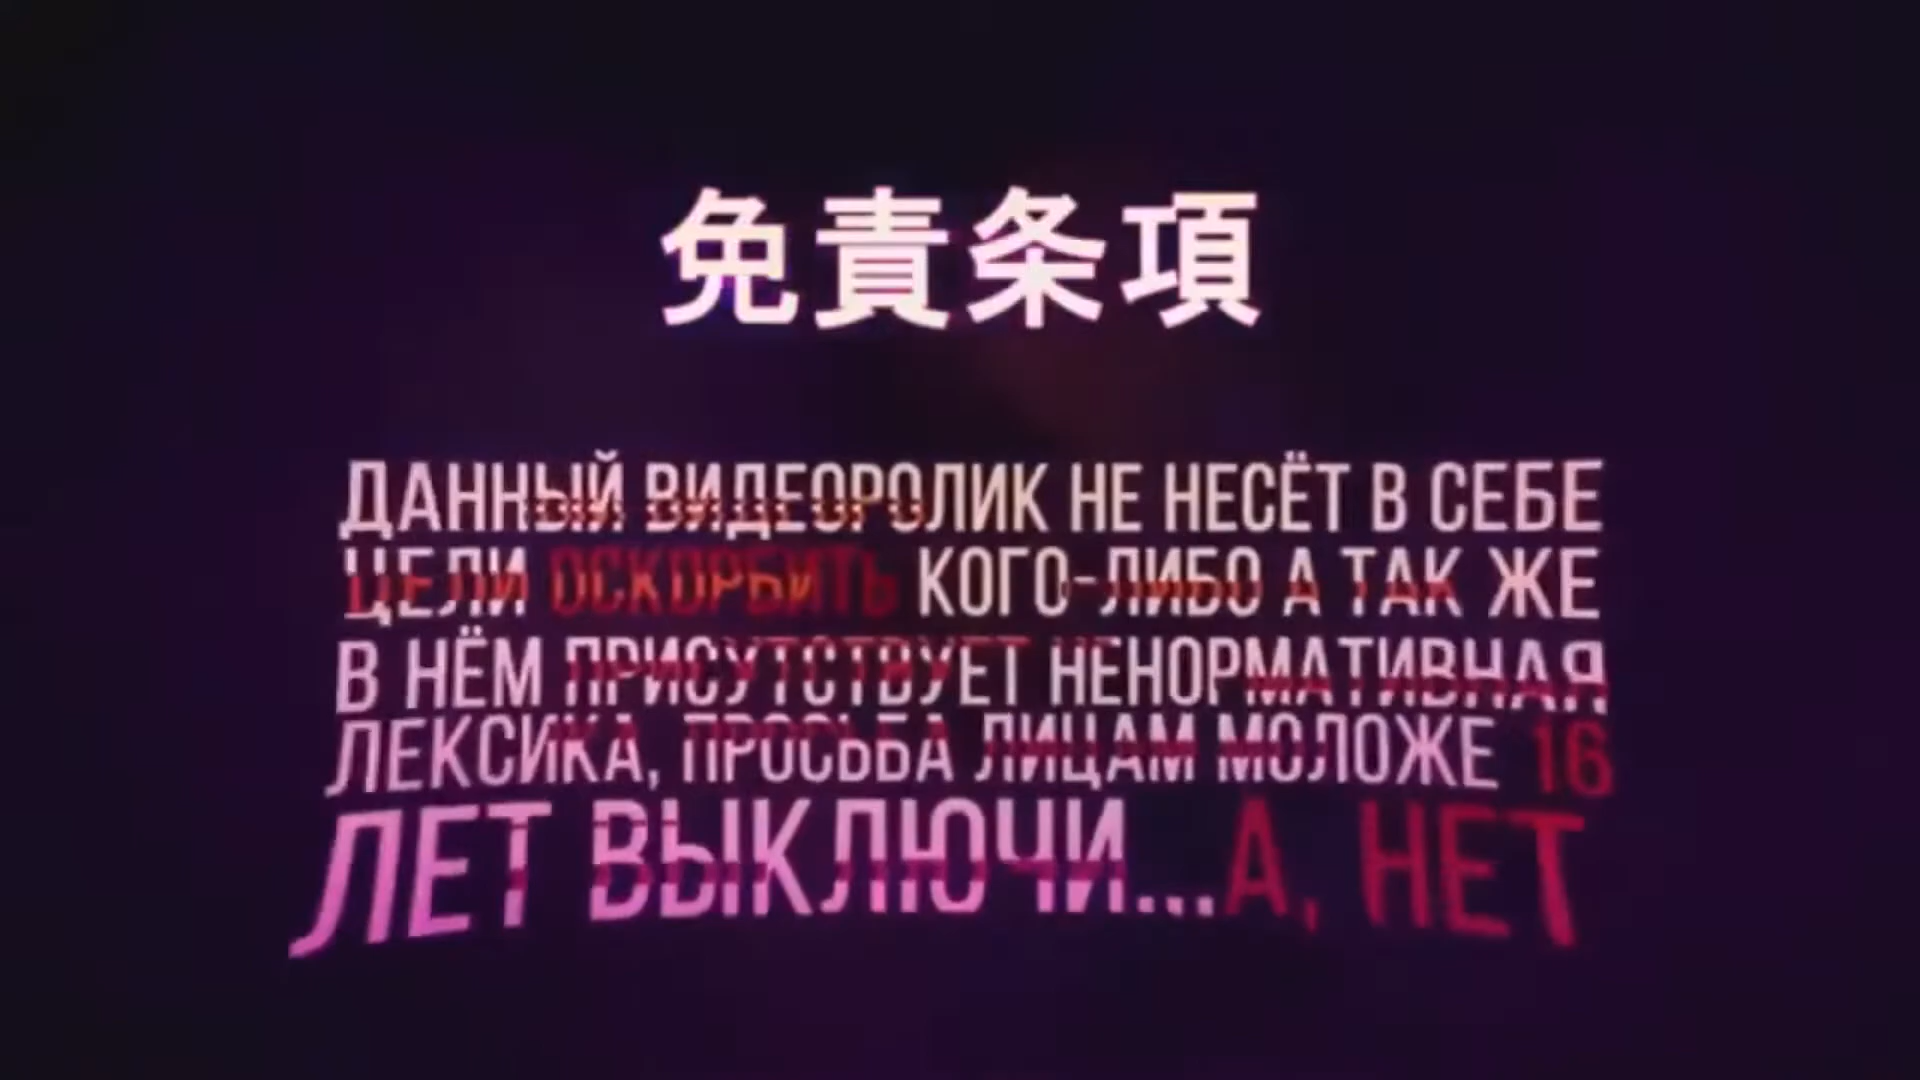 免責条項
ДАННЫЙ ВИДЕОРОЛИК НЕ НЕСЁТ В СЕБЕ
ЦЕЛИ ОСКОРБИТЬ КОГО-ЛИБО А ТАК ЖЕ
В НЁМ ПРИСУТСТВУЕТ НЕНОРМАТИВНАЯ
ЛЕКСИКА, ПРОСЬБА ЛИЦАМ МОЛОЖЕ 16
ЛЕТ ВЫКЛЮЧИ...А, НЕТ